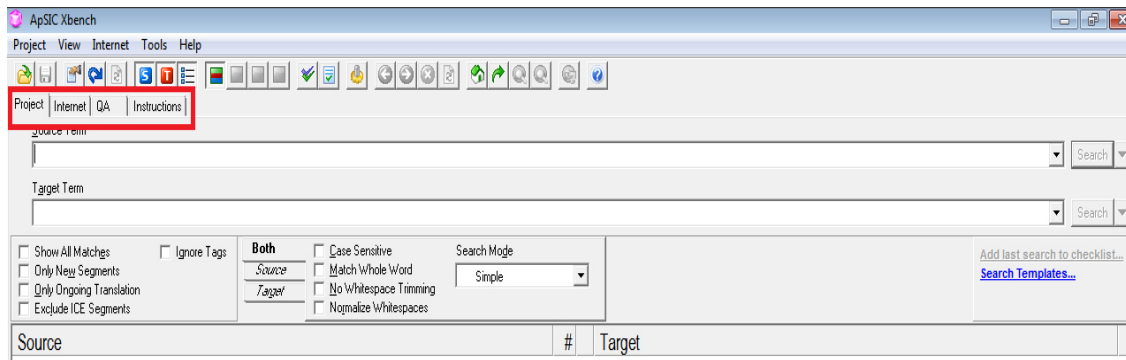 ApSIC Xbench
Project View Internet Tools Help
S T
Project Internet QA Instructions
Source Term
Search
Target Term
Search
Show All Matches Ignore Tags Both Case Sensitive Search Mode
Only New Segments Source Match Whole Word Simple
Only Ongoing Translation Target No Whitespace Trimming
Exclude ICE Segments Normalize Whitespaces
Add last search to checklist...
Search Templates...
Source # Target